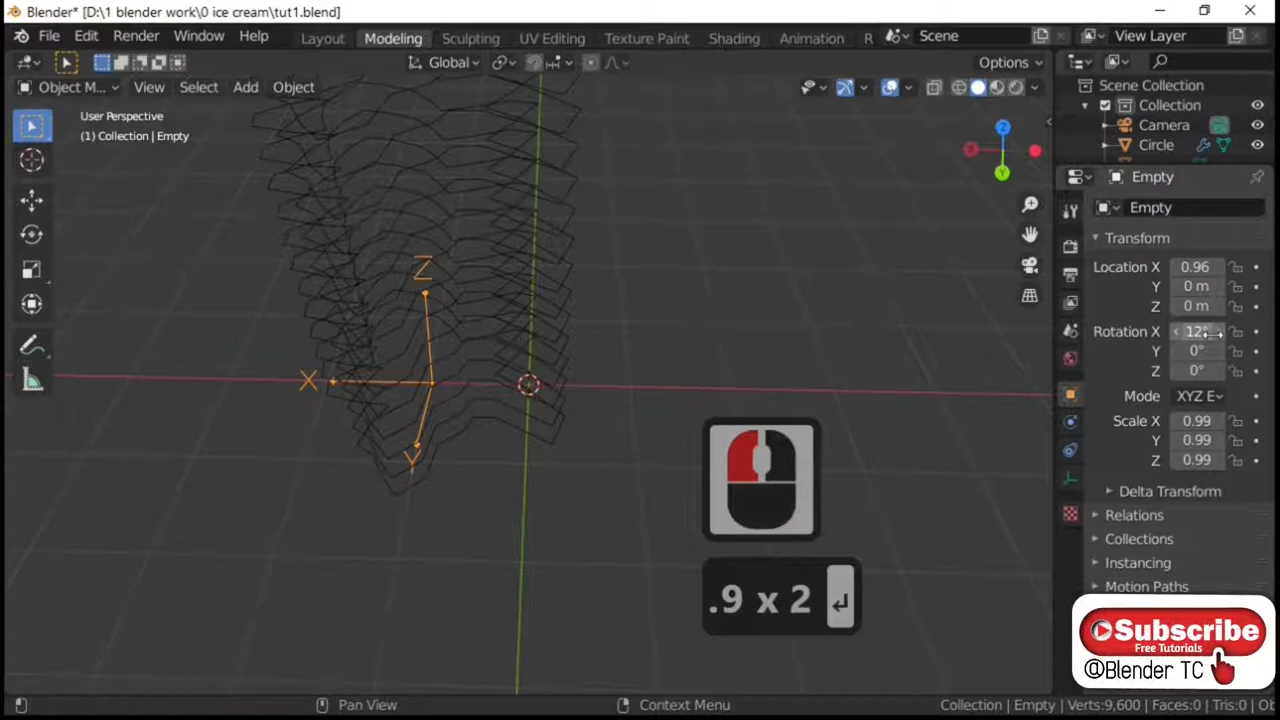 Blender* [D:\1 blender work\0 ice cream\tut1.blend]
File Edit Render Window Help Layout Modeling Sculpting UV Editing Texture Paint Shading Animation R Scene View Layer
Global Options
Object M... View Select Add Object
User Perspective
(1) Collection | Empty
Z
Y
X
Z
Y
Scene Collection
Collection
Camera
Circle
Empty
Empty
Transform
Location X 0.96
Y 0 m
Z 0 m
Rotation X 12°
Y 0°
Z 0°
Mode XYZ E
Scale X 0.99
Y 0.99
Z 0.99
Delta Transform
Relations
Collections
Instancing
Motion Paths
.9 x 2
Subscribe
Free Tutorials
@Blender TC
Pan View Context Menu Collection | Empty | Verts:9,600 | Faces:0 | Tris:0 | Ob